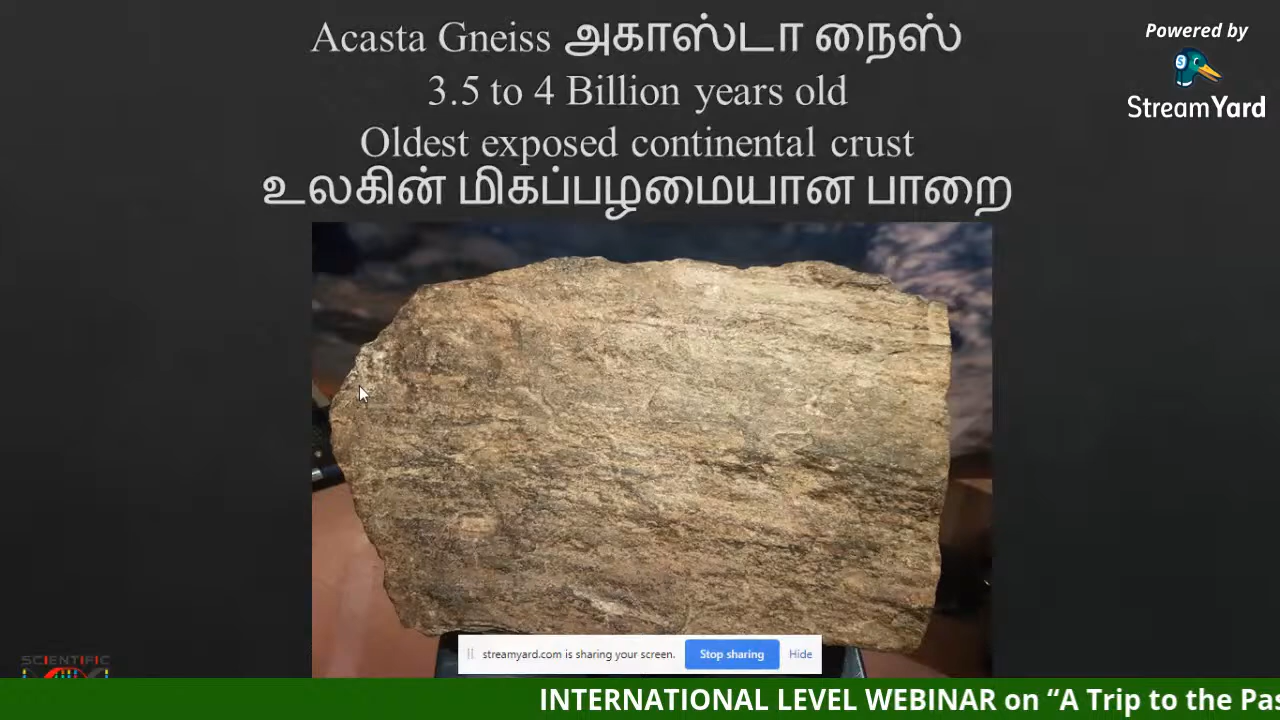 Acasta Gneiss அகாஸ்டா நைஸ்
3.5 to 4 Billion years old
Oldest exposed continental crust
உலகின் மிகப்பழமையான பாறை
Powered by
StreamYard
streamyard.com is sharing your screen.
Stop sharing
Hide
SCIENTIFIC
INTERNATIONAL LEVEL WEBINAR on “A Trip to the Pas